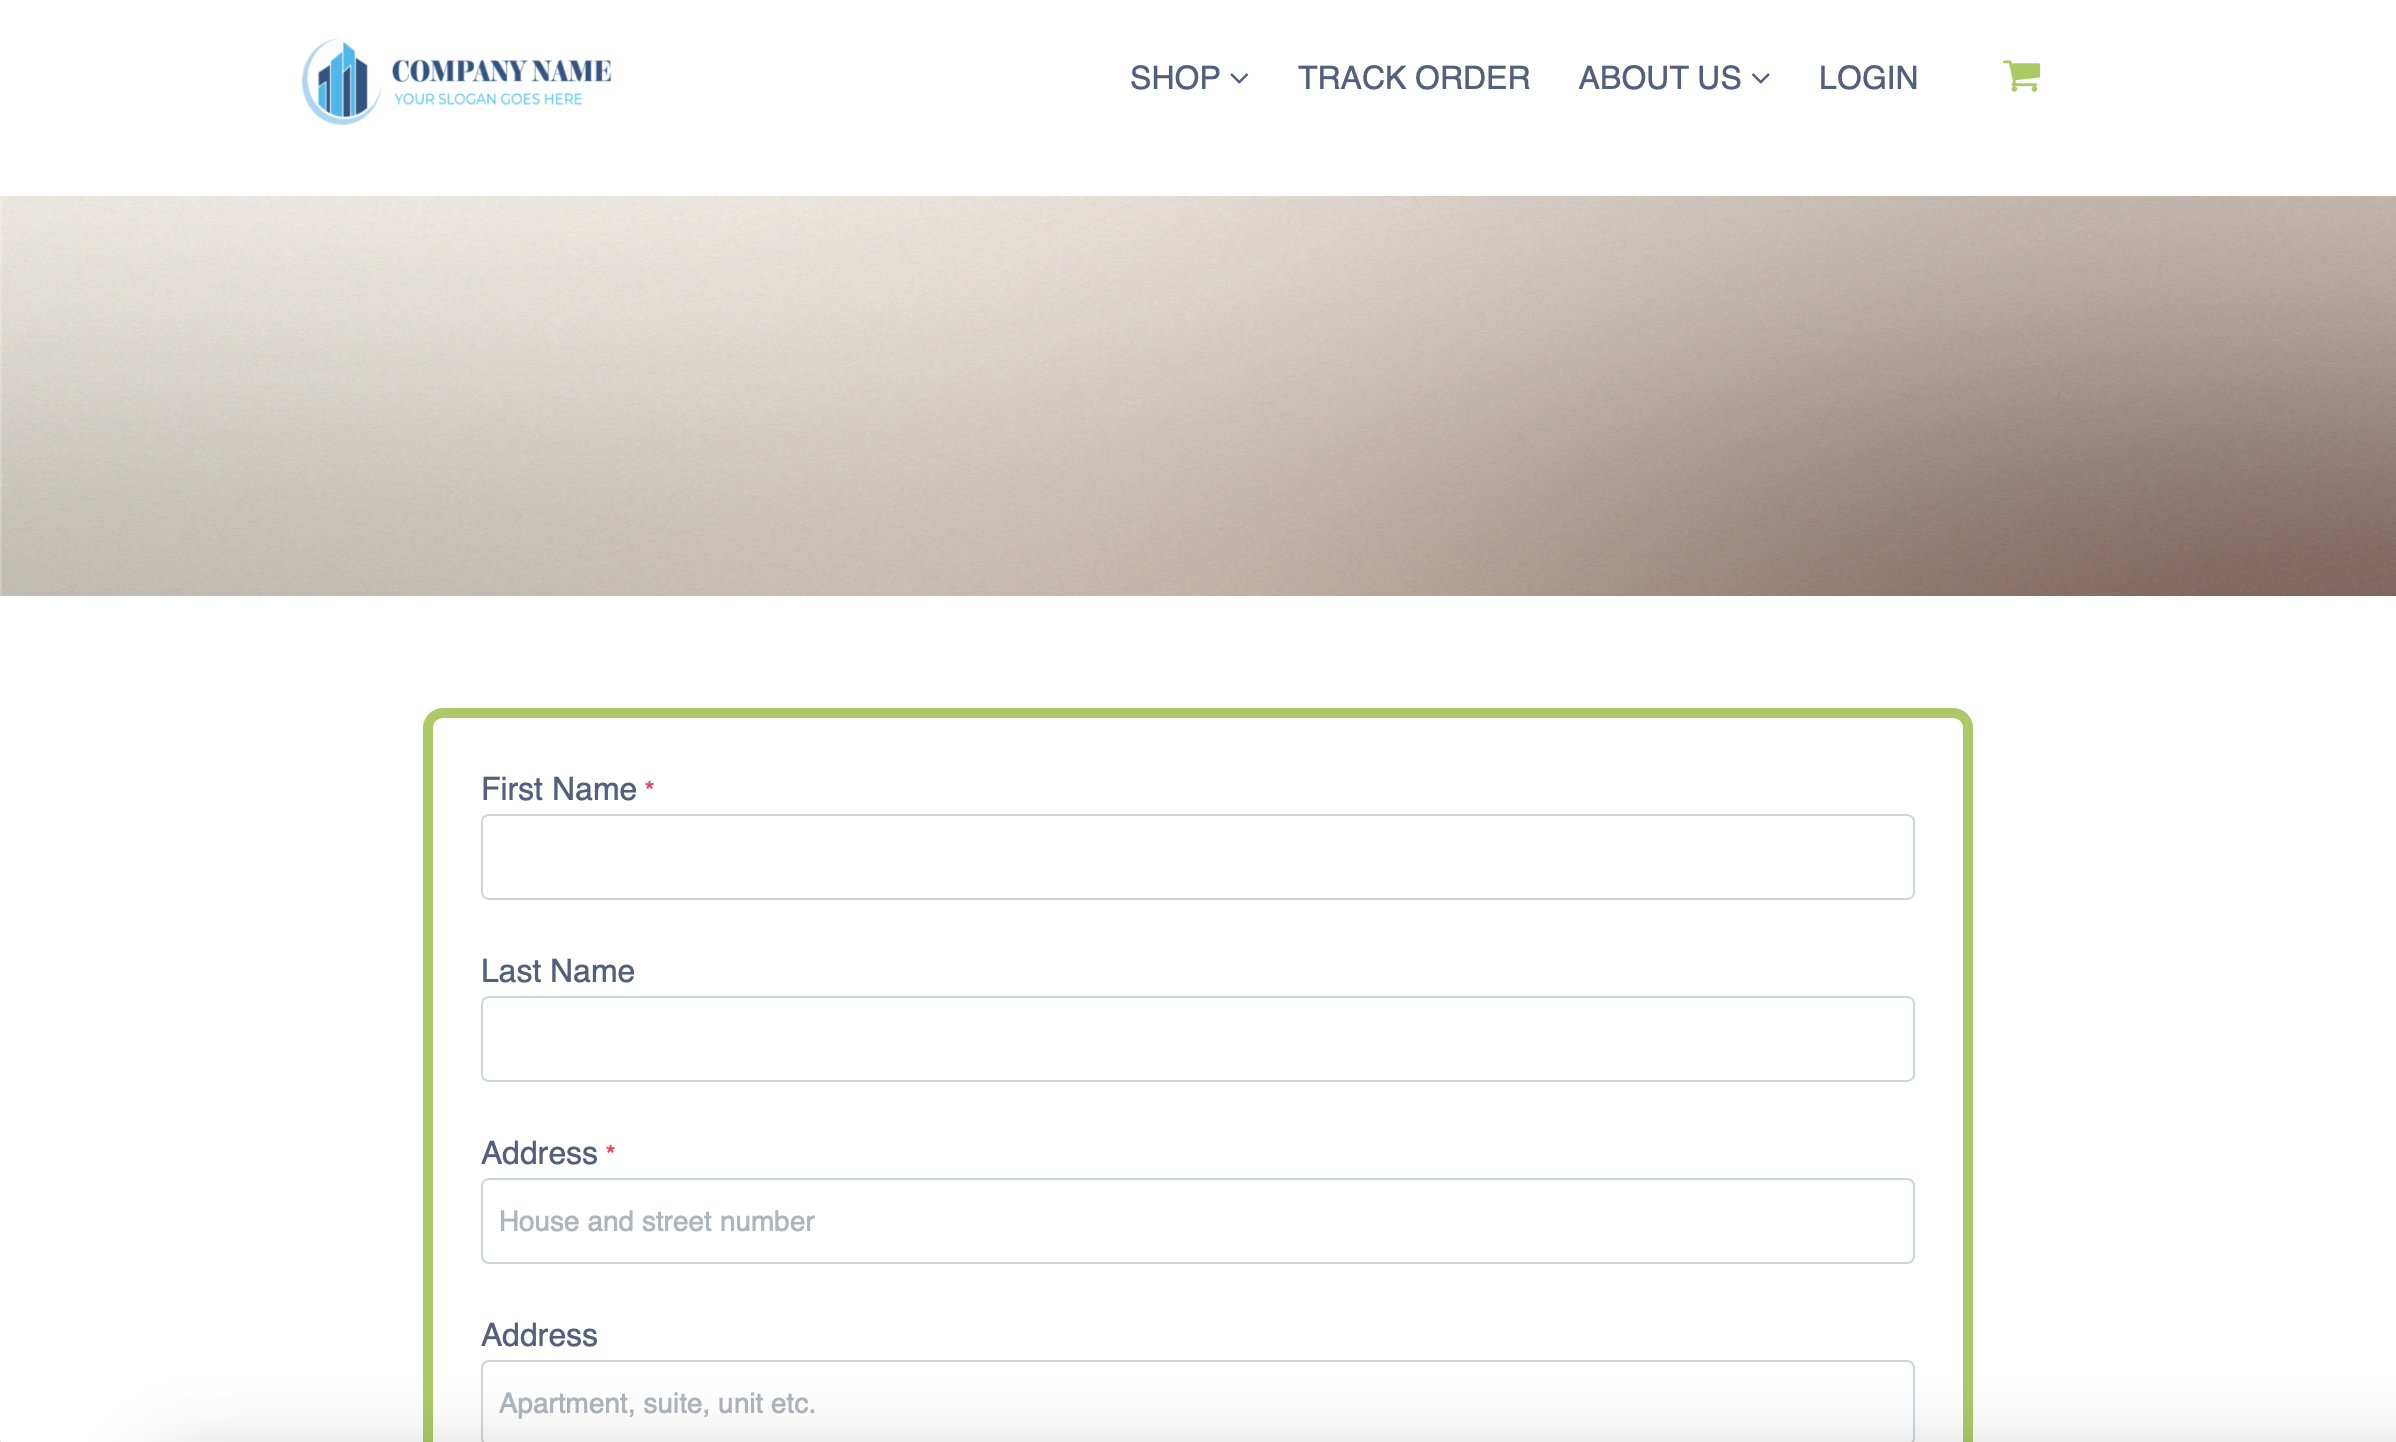 COMPANY NAME
YOUR SLOGAN GOES HERE
SHOP
TRACK ORDER
ABOUT US
LOGIN
First Name *
Last Name
Address *
House and street number
Address
Apartment, suite, unit etc.